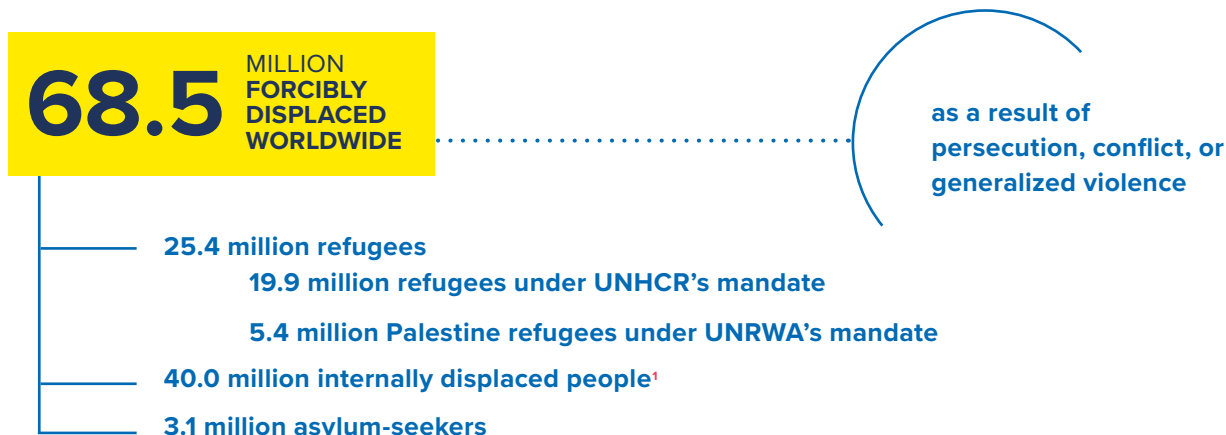 68.5
MILLION
FORCIBLY
DISPLACED
WORLDWIDE
as a result of
persecution, conflict, or
generalized violence
25.4 million refugees
19.9 million refugees under UNHCR’s mandate
5.4 million Palestine refugees under UNRWA’s mandate
40.0 million internally displaced people¹
3.1 million asylum-seekers